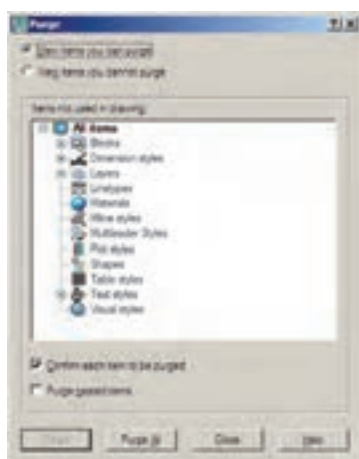 Purge
View items you can purge
View items you cannot purge
Items not used in drawing:
All items
Blocks
Dimension styles
Layers
Linetypes
Materials
Mline styles
Multileader Styles
Plot styles
Shapes
Table styles
Text styles
Visual styles
Confirm each item to be purged
Purge nested items
Purge
Purge All
Close
Help